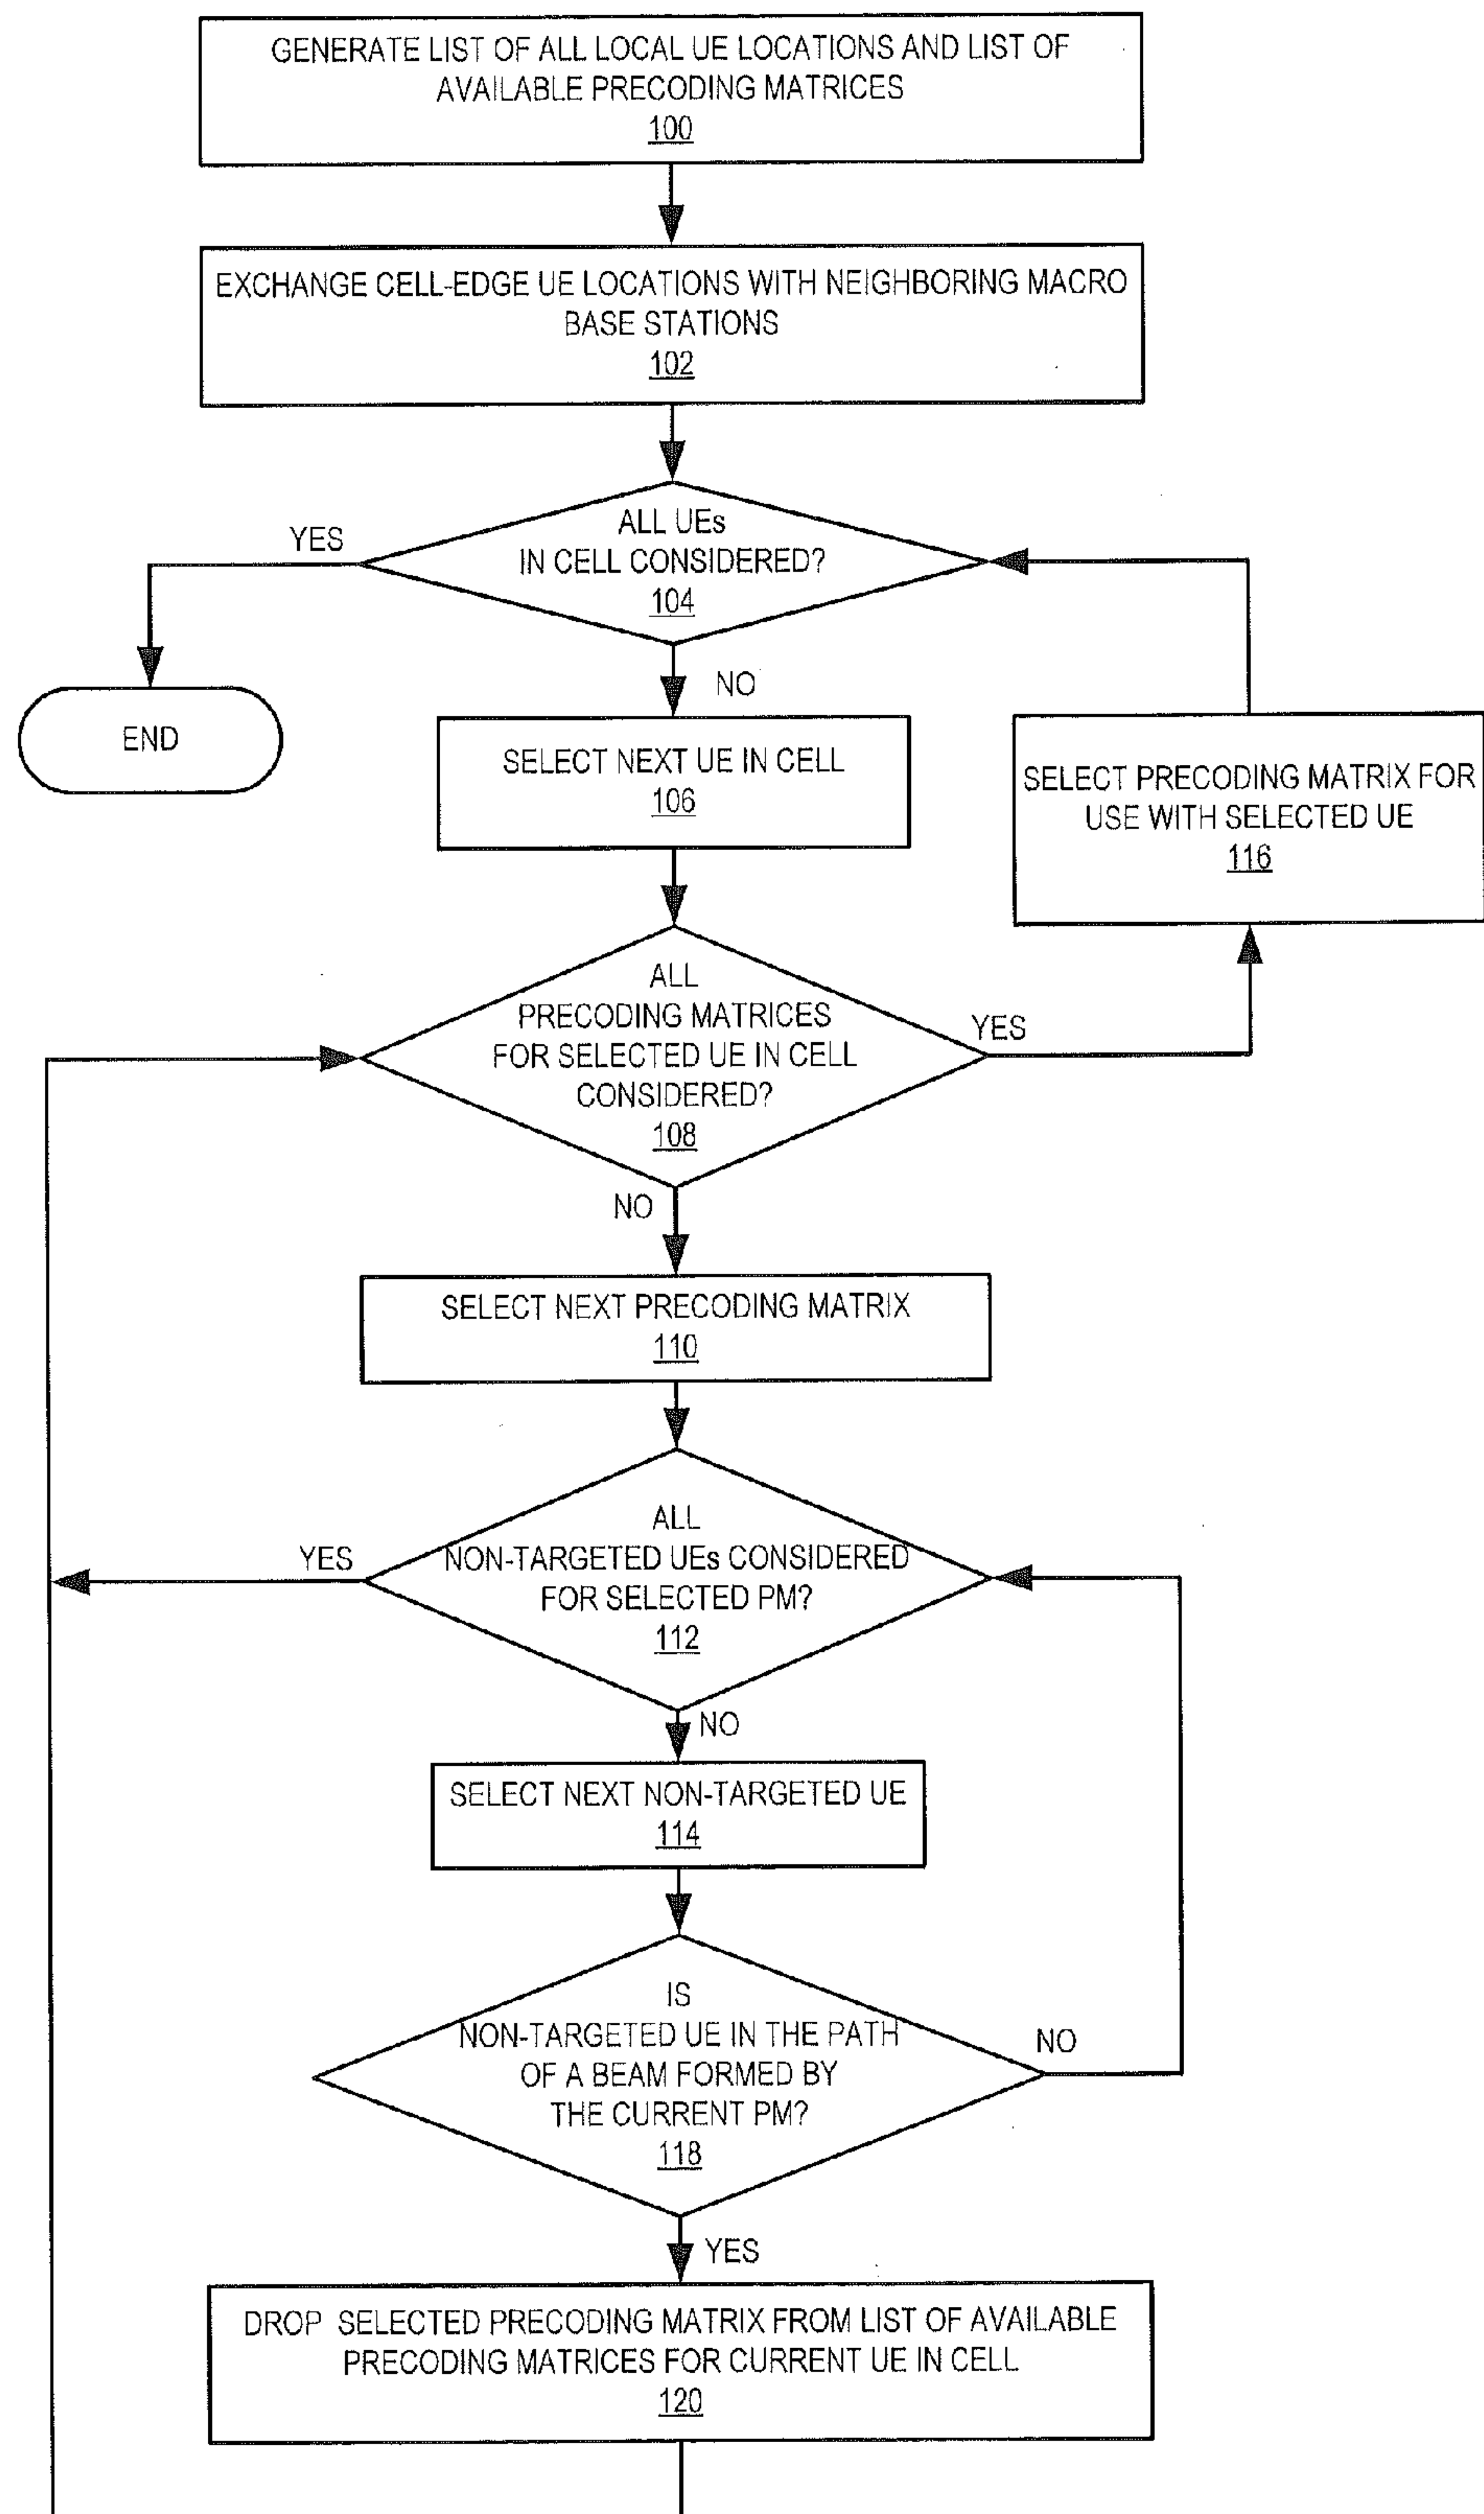 GENERATE LIST OF ALL LOCAL UE LOCATIONS AND LIST OF
AVAILABLE PRECODING MATRICES
100
EXCHANGE CELL-EDGE UE LOCATIONS WITH NEIGHBORING MACRO
BASE STATIONS
102
YES
ALL UEs
IN CELL CONSIDERED?
104
NO
END
SELECT NEXT UE IN CELL
106
SELECT PRECODING MATRIX FOR
USE WITH SELECTED UE
116
ALL
PRECODING MATRICES
FOR SELECTED UE IN CELL
CONSIDERED?
108
YES
NO
SELECT NEXT PRECODING MATRIX
110
YES
ALL
NON-TARGETED UEs CONSIDERED
FOR SELECTED PM?
112
NO
SELECT NEXT NON-TARGETED UE
114
IS
NON-TARGETED UE IN THE PATH
OF A BEAM FORMED BY
THE CURRENT PM?
118
NO
YES
DROP SELECTED PRECODING MATRIX FROM LIST OF AVAILABLE
PRECODING MATRICES FOR CURRENT UE IN CELL
120